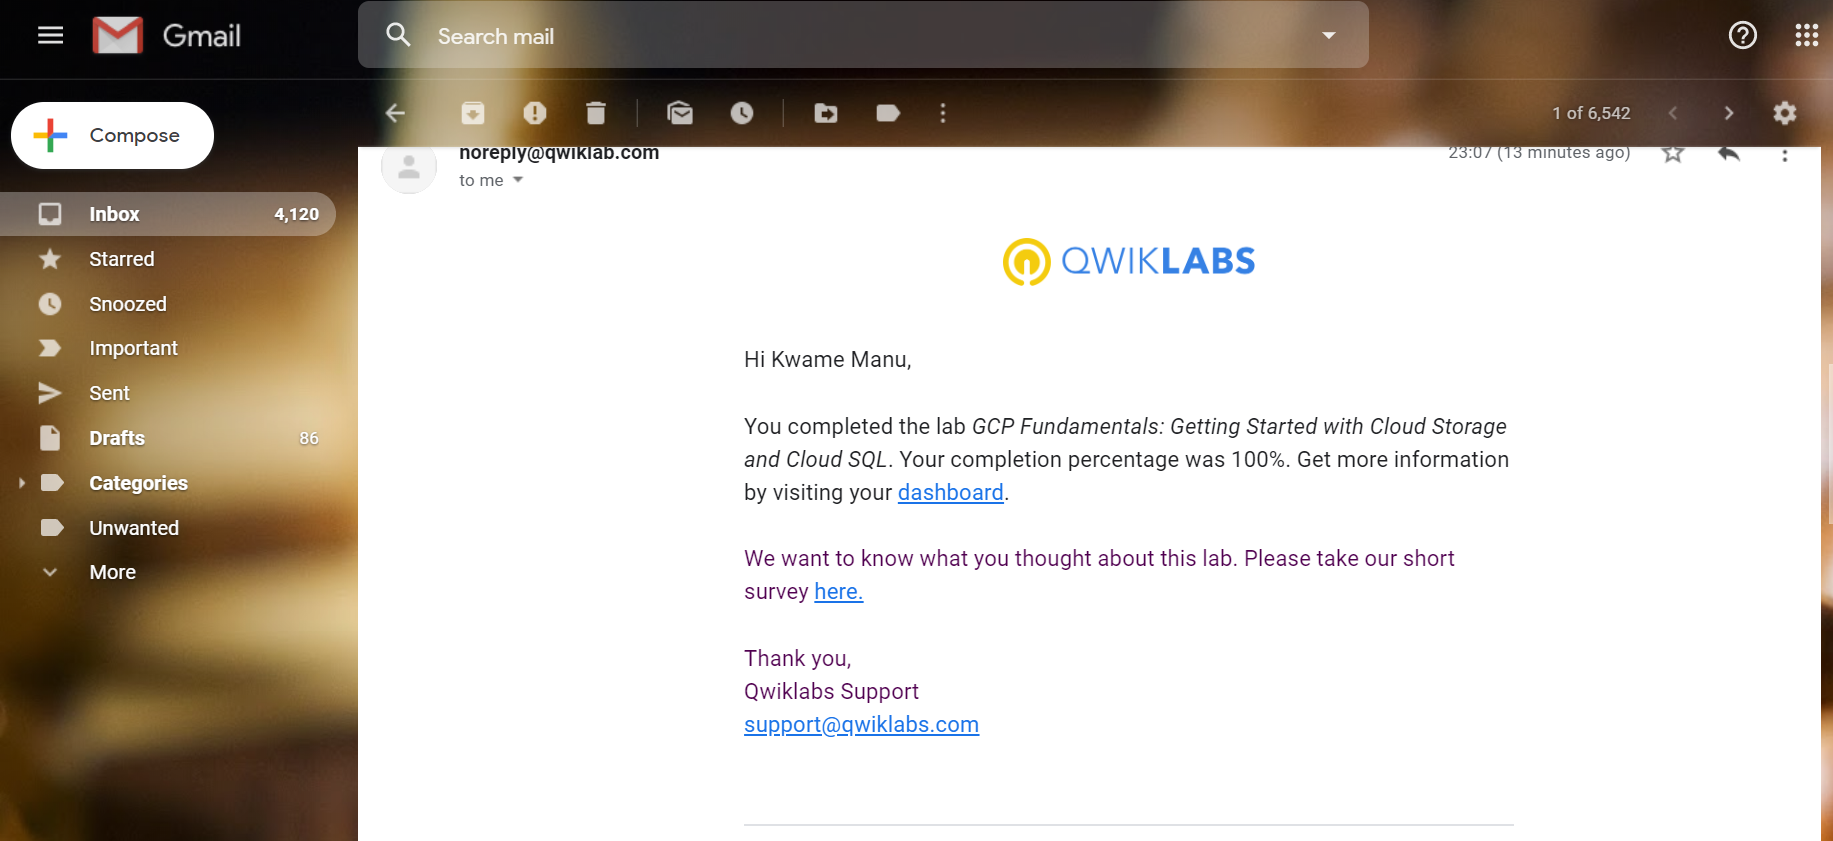 Gmail
Search mail
Compose
1 of 6,542
noreply@qwiklab.com
23:07 (13 minutes ago)
to me
Inbox 4,120
Starred
Snoozed
Important
Sent
Drafts 86
Categories
Unwanted
More
QWIKLABS
Hi Kwame Manu,
You completed the lab GCP Fundamentals: Getting Started with Cloud Storage
and Cloud SQL. Your completion percentage was 100%. Get more information
by visiting your dashboard.
We want to know what you thought about this lab. Please take our short
survey here.
Thank you,
Qwiklabs Support
support@qwiklabs.com